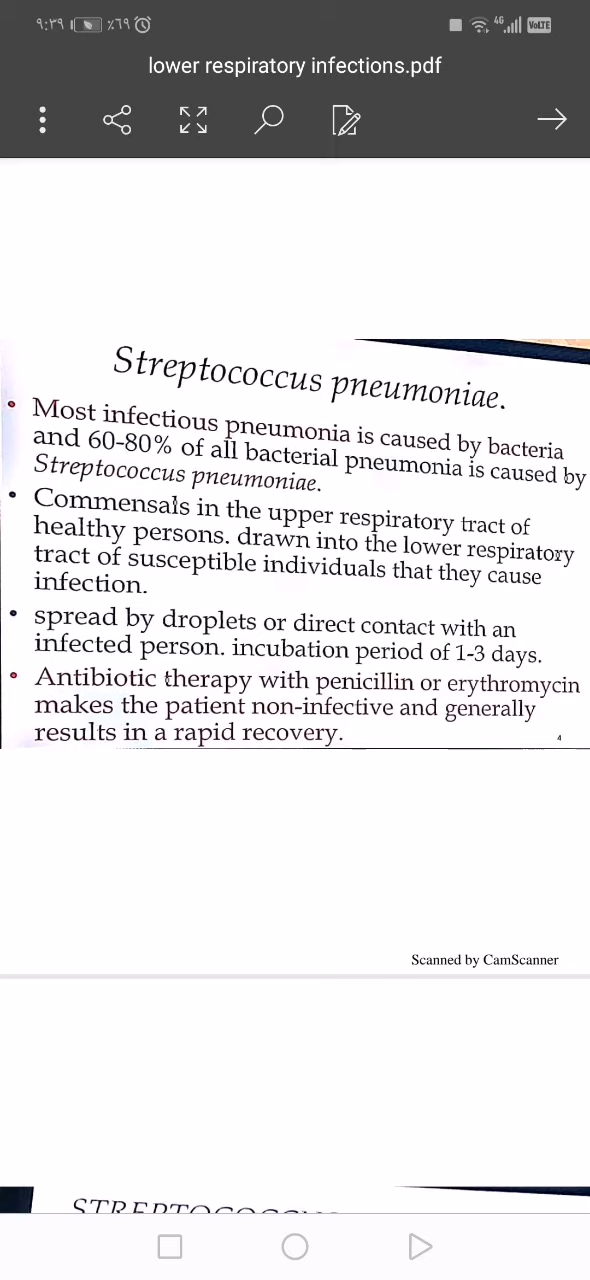 ٩:٣٩ ٪٦٩ 4G VoLTE
lower respiratory infections.pdf
Streptococcus pneumoniae.
• Most infectious pneumonia is caused by bacteria
and 60-80% of all bacterial pneumonia is caused by
Streptococcus pneumoniae.
• Commensals in the upper respiratory tract of
healthy persons. drawn into the lower respiratory
tract of susceptible individuals that they cause
infection.
• spread by droplets or direct contact with an
infected person. incubation period of 1-3 days.
• Antibiotic therapy with penicillin or erythromycin
makes the patient non-infective and generally
results in a rapid recovery.
4
Scanned by CamScanner